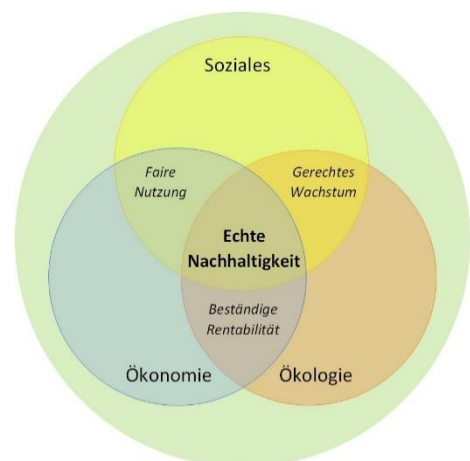 Soziales
Faire
Nutzung
Gerechtes
Wachstum
Echte
Nachhaltigkeit
Beständige
Rentabilität
Ökonomie
Ökologie